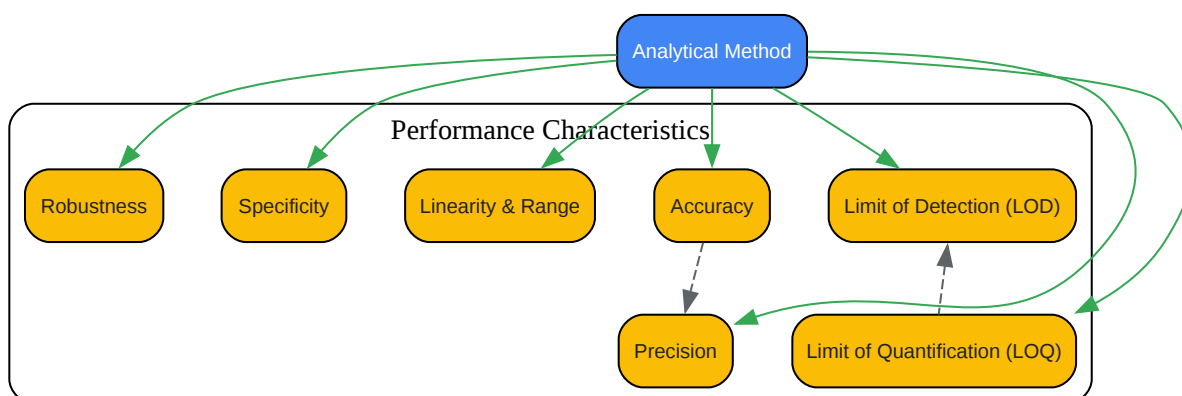 Analytical Method
Performance Characteristics
Robustness
Specificity
Linearity & Range
Accuracy
Limit of Detection (LOD)
Precision
Limit of Quantification (LOQ)